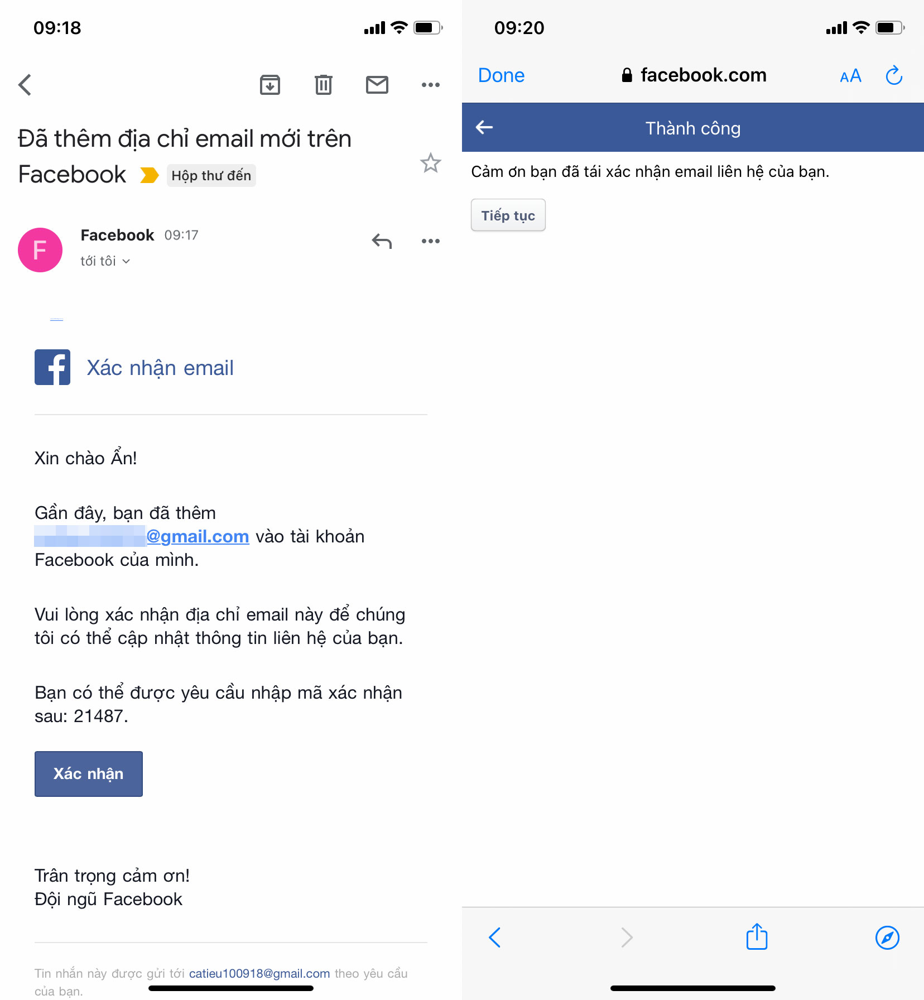 09:18
Đã thêm địa chỉ email mới trên
Facebook Hộp thư đến
F
Facebook 09:17
tới tôi
Xác nhận email
Xin chào Ẩn!
Gần đây, bạn đã thêm
@gmail.com vào tài khoản
Facebook của mình.
Vui lòng xác nhận địa chỉ email này để chúng
tôi có thể cập nhật thông tin liên hệ của bạn.
Bạn có thể được yêu cầu nhập mã xác nhận
sau: 21487.
Xác nhận
Trân trọng cảm ơn!
Đội ngũ Facebook
Tin nhắn này được gửi tới catieu100918@gmail.com theo yêu cầu
của bạn.
09:20
Done facebook.com AA
Thành công
Cảm ơn bạn đã tái xác nhận email liên hệ của bạn.
Tiếp tục